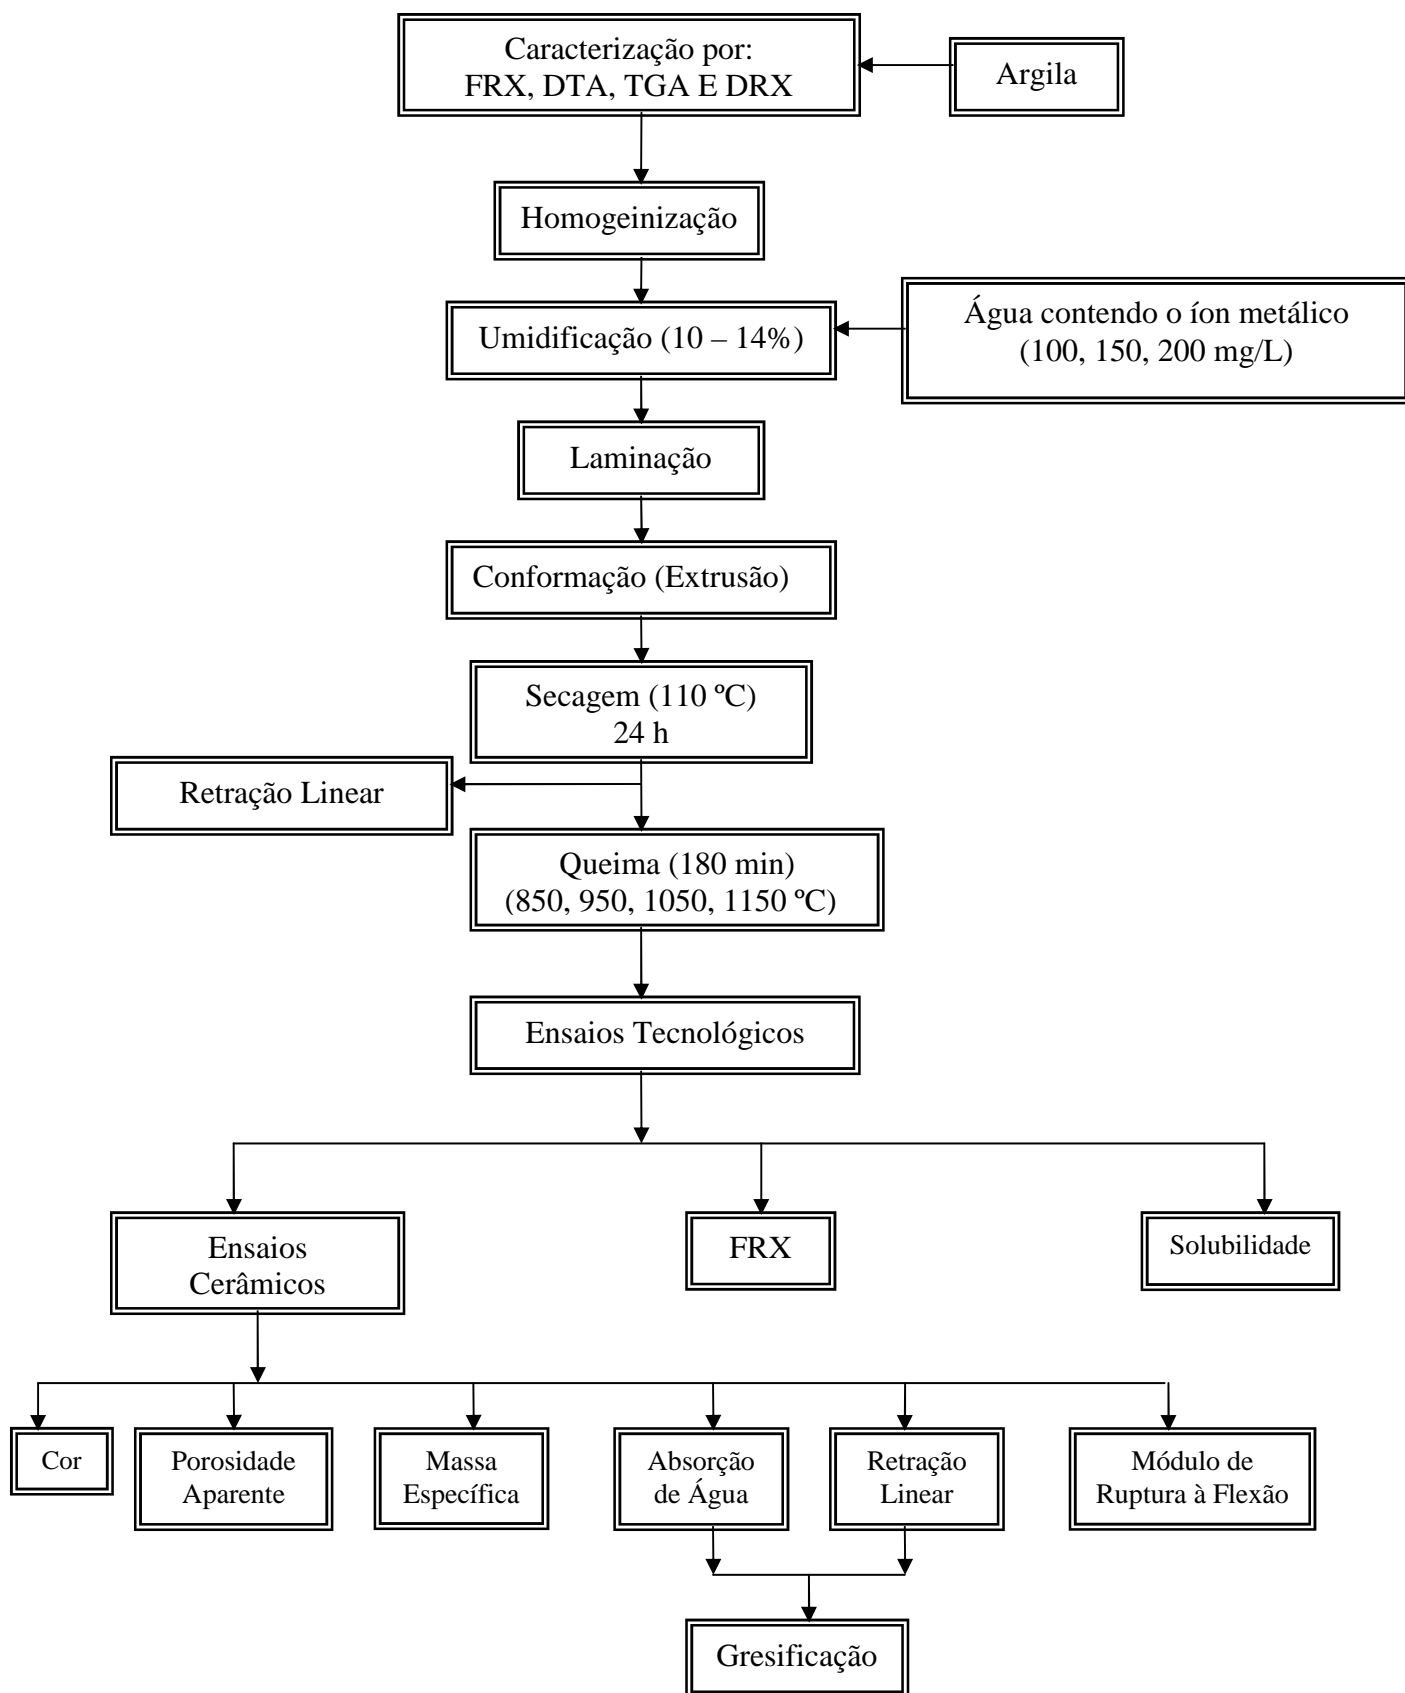 Caracterização por:
FRX, DTA, TGA E DRX
Argila
Homogeinização
Umidificação (10 – 14%)
Água contendo o íon metálico
(100, 150, 200 mg/L)
Laminação
Conformação (Extrusão)
Secagem (110 ºC)
24 h
Retração Linear
Queima (180 min)
(850, 950, 1050, 1150 ºC)
Ensaios Tecnológicos
Ensaios
Cerâmicos
FRX
Solubilidade
Cor
Porosidade
Aparente
Massa
Específica
Absorção
de Água
Retração
Linear
Módulo de
Ruptura à Flexão
Gresificação